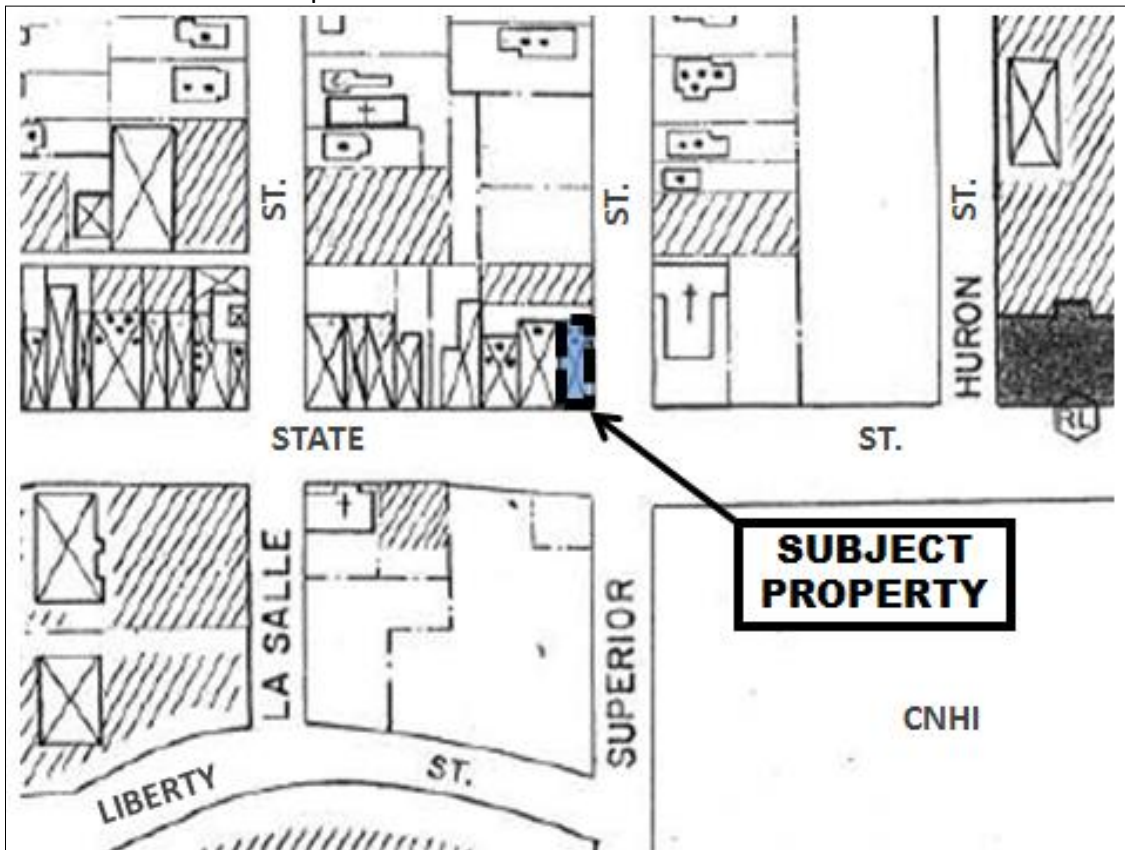 ST.
ST.
ST.
HURON
STATE
ST.
RL
LA SALLE
SUBJECT
PROPERTY
SUPERIOR
CNHI
LIBERTY
ST.